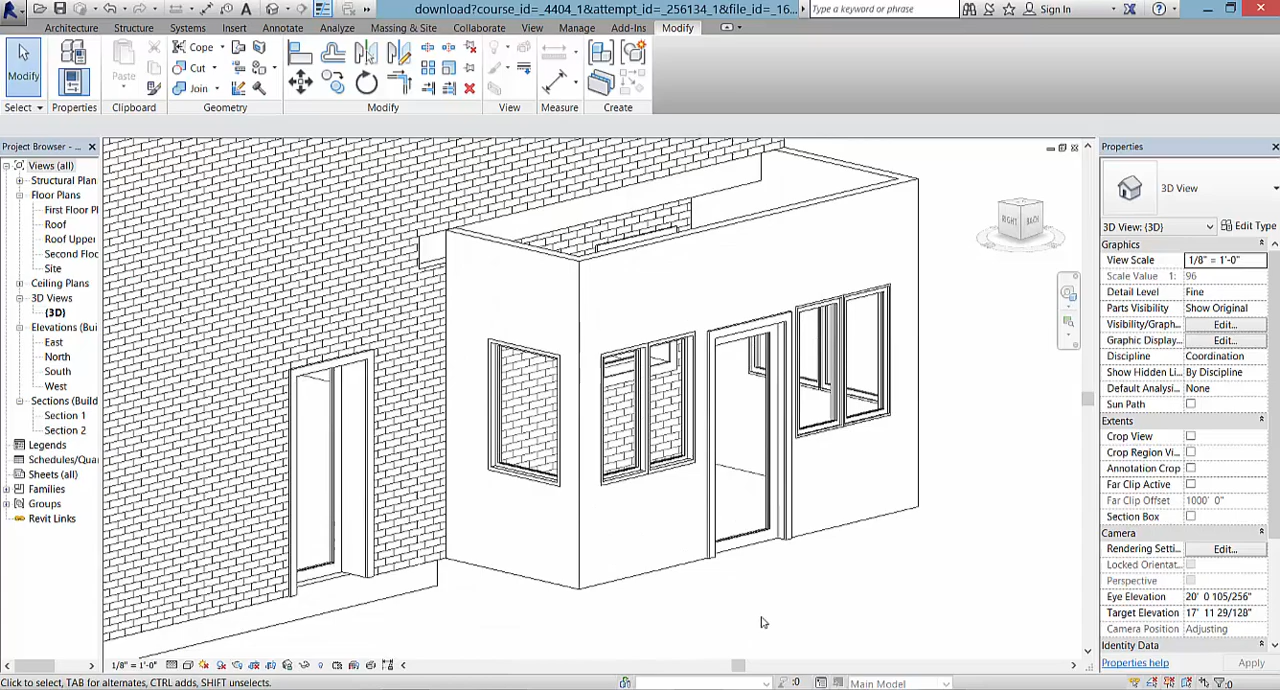 download?course_id=_4404_1&attempt_id=_256134_1&file_id=_16...
Type a keyword or phrase
Sign In
Architecture Structure Systems Insert Annotate Analyze Massing & Site Collaborate View Manage Add-Ins Modify
Modify
Paste
Cope
Cut
Join
Select Properties Clipboard Geometry Modify View Measure Create
Project Browser - ...
Views (all)
Structural Plan
Floor Plans
First Floor Pl
Roof
Roof Upper
Second Floo
Site
Ceiling Plans
3D Views
(3D)
Elevations (Bui
East
North
South
West
Sections (Build
Section 1
Section 2
Legends
Schedules/Qua
Sheets (all)
Families
Groups
Revit Links
RIGHT BACK
Properties
3D View
3D View: {3D} Edit Type
Graphics
View Scale 1/8" = 1'-0"
Scale Value 1: 96
Detail Level Fine
Parts Visibility Show Original
Visibility/Graph... Edit...
Graphic Display... Edit...
Discipline Coordination
Show Hidden Li... By Discipline
Default Analysi... None
Sun Path
Extents
Crop View
Crop Region Vi...
Annotation Crop
Far Clip Active
Far Clip Offset 1000' 0"
Section Box
Camera
Rendering Setti... Edit...
Locked Orientat...
Perspective
Eye Elevation 20' 0 105/256"
Target Elevation 17' 11 29/128"
Camera Position Adjusting
Identity Data
Properties help Apply
1/8" = 1'-0"
Click to select, TAB for alternates, CTRL adds, SHIFT unselects.
:0
Main Model
:0